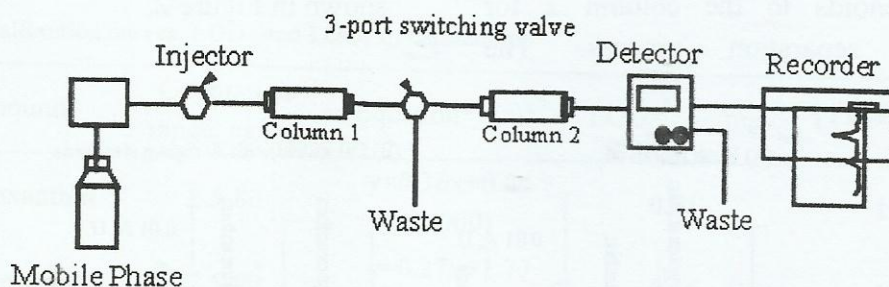 3-port switching valve
Injector
Detector
Recorder
Column 1
Column 2
Waste
Waste
Mobile Phase